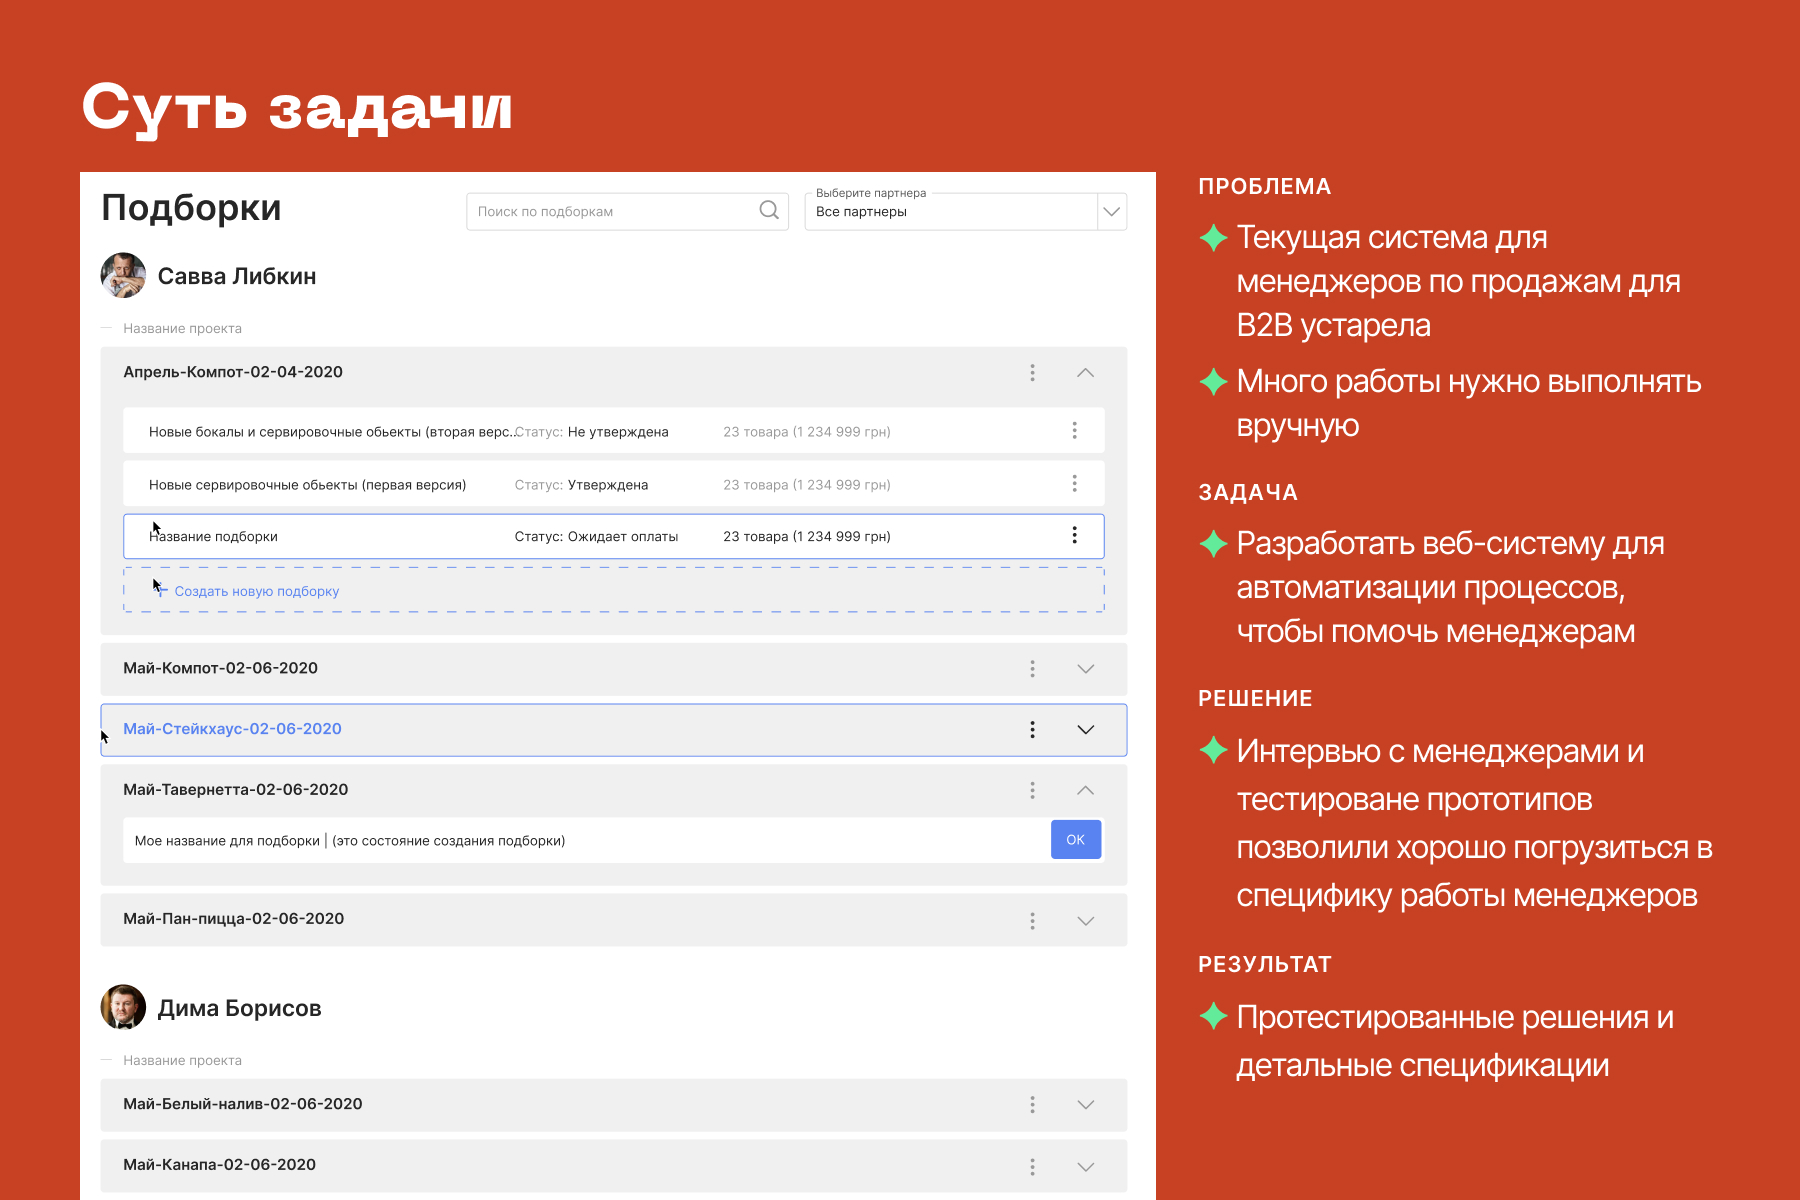 Суть задачи
Подборки
Поиск по подборкам
Выберите партнера
Все партнеры
Савва Либкин
Название проекта
Апрель-Компот-02-04-2020
Новые бокалы и сервировочные обьекты (вторая верс... Статус: Не утверждена 23 товара (1 234 999 грн)
Новые сервировочные обьекты (первая версия) Статус: Утверждена 23 товара (1 234 999 грн)
Название подборки Статус: Ожидает оплаты 23 товара (1 234 999 грн)
+ Создать новую подборку
Май-Компот-02-06-2020
Май-Стейкхаус-02-06-2020
Май-Тавернетта-02-06-2020
Мое название для подборки | (это состояние создания подборки) OK
Май-Пан-пицца-02-06-2020
Дима Борисов
Название проекта
Май-Белый-налив-02-06-2020
Май-Канапа-02-06-2020
ПРОБЛЕМА
Текущая система для
менеджеров по продажам для
B2B устарела
Много работы нужно выполнять
вручную
ЗАДАЧА
Разработать веб-систему для
автоматизации процессов,
чтобы помочь менеджерам
РЕШЕНИЕ
Интервью с менеджерами и
тестироване прототипов
позволили хорошо погрузиться в
специфику работы менеджеров
РЕЗУЛЬТАТ
Протестированные решения и
детальные спецификации